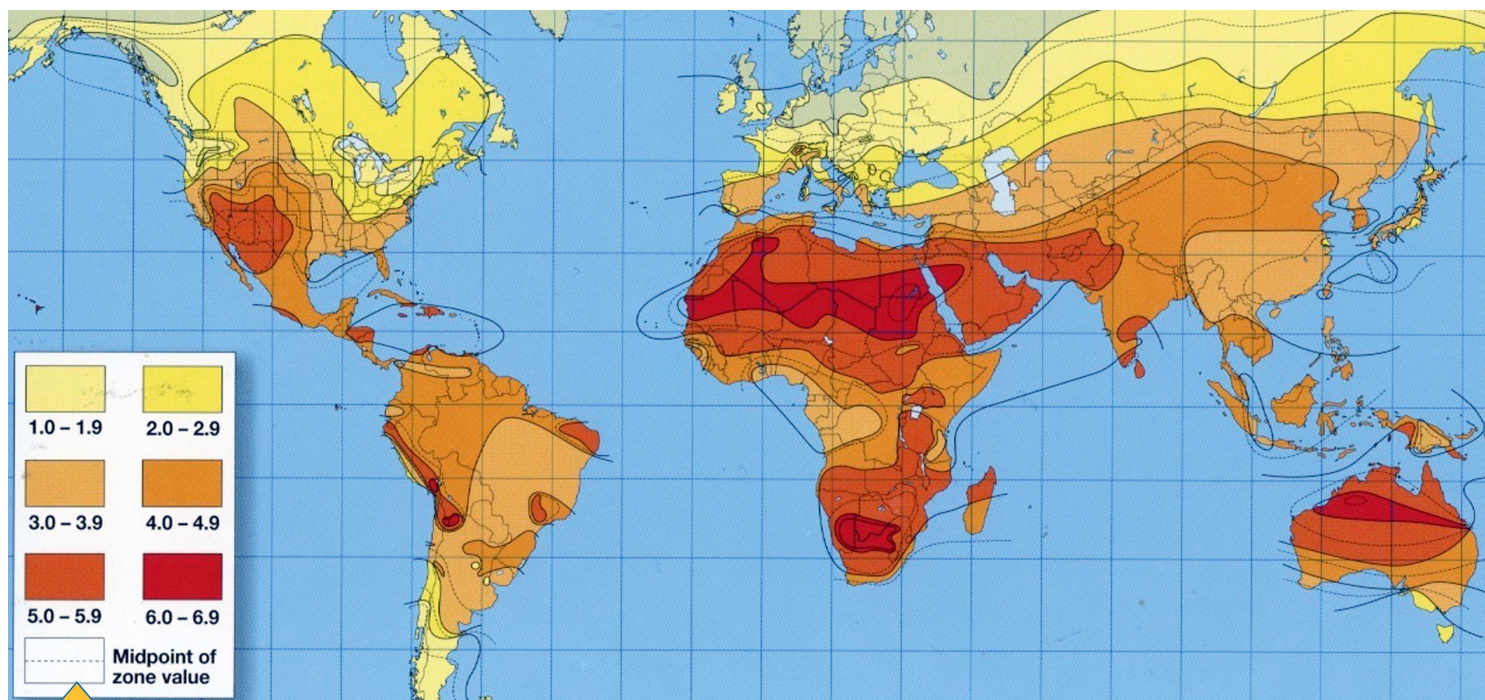 1.0 – 1.9
2.0 – 2.9
3.0 – 3.9
4.0 – 4.9
5.0 – 5.9
6.0 – 6.9
Midpoint of
zone value